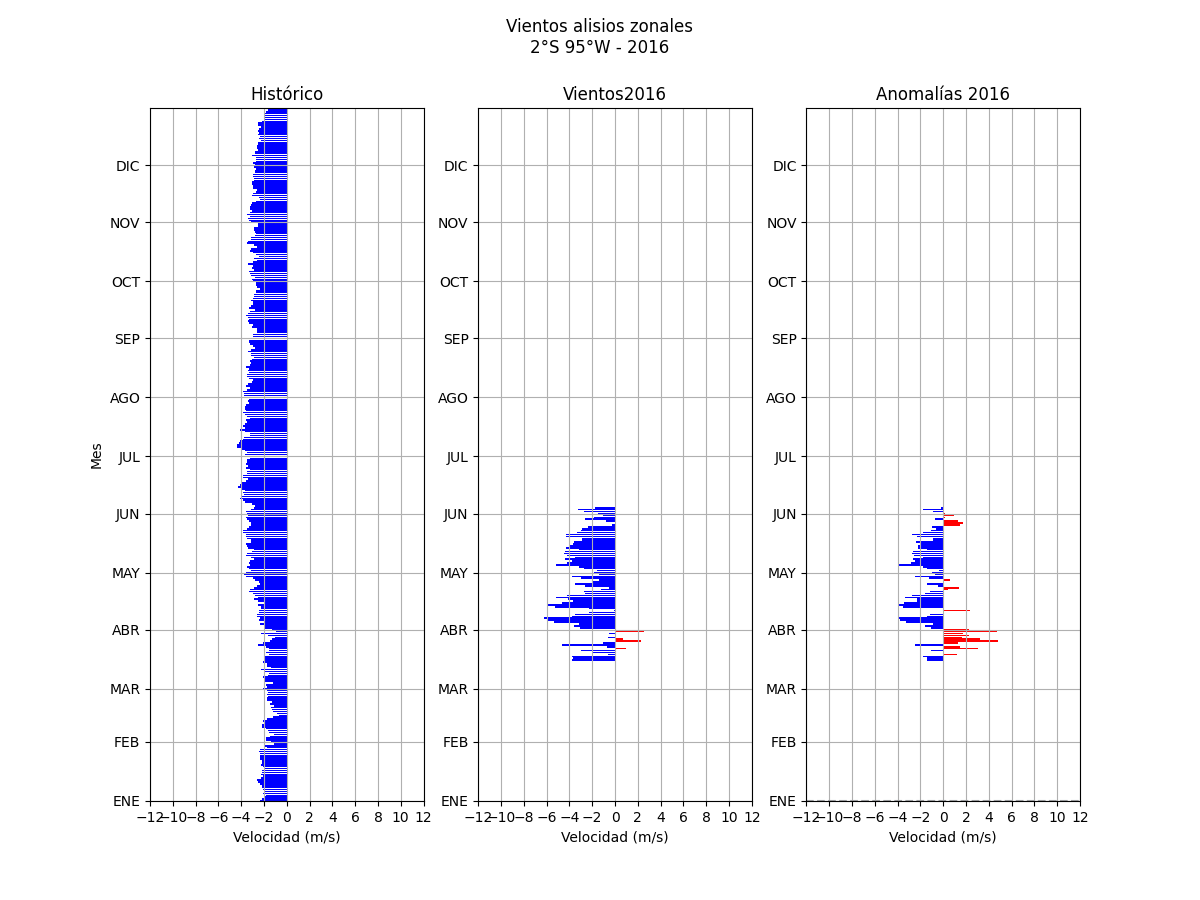 Vientos alisios zonales
2°S 95°W - 2016
Histórico
Vientos2016
Anomalías 2016
Mes
DIC
NOV
OCT
SEP
AGO
JUL
JUN
MAY
ABR
MAR
FEB
ENE
−12 −10 −8 −6 −4 −2 0 2 4 6 8 10 12
Velocidad (m/s)
DIC
NOV
OCT
SEP
AGO
JUL
JUN
MAY
ABR
MAR
FEB
ENE
−12 −10 −8 −6 −4 −2 0 2 4 6 8 10 12
Velocidad (m/s)
DIC
NOV
OCT
SEP
AGO
JUL
JUN
MAY
ABR
MAR
FEB
ENE
−12 −10 −8 −6 −4 −2 0 2 4 6 8 10 12
Velocidad (m/s)